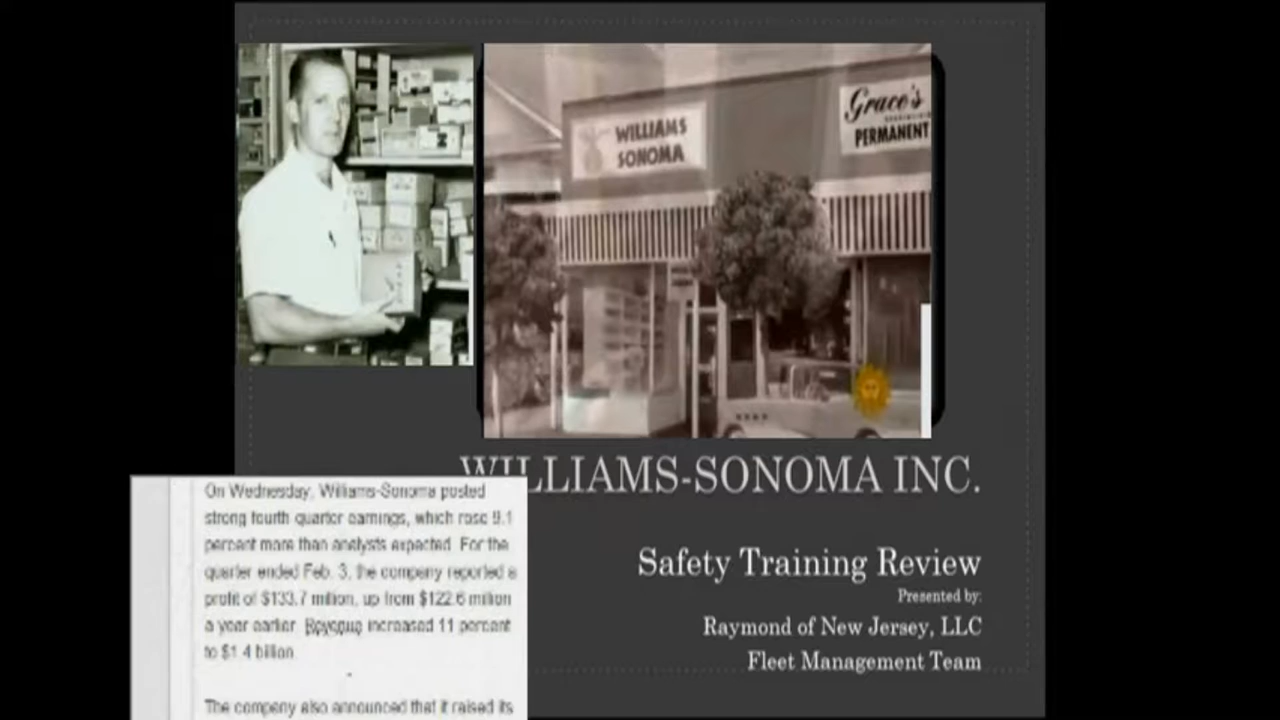 WILLIAMS
SONOMA
Grace's
PERMANENT
WILLIAMS-SONOMA INC.
On Wednesday, Williams-Sonoma posted
strong fourth quarter earnings, which rose 9.1
percent more than analysts expected. For the
quarter ended Feb. 3, the company reported a
profit of $133.7 million, up from $122.6 million
a year earlier. Revenue increased 11 percent
to $1.4 billion
The company also announced that it raised its
Safety Training Review
Presented by:
Raymond of New Jersey, LLC
Fleet Management Team